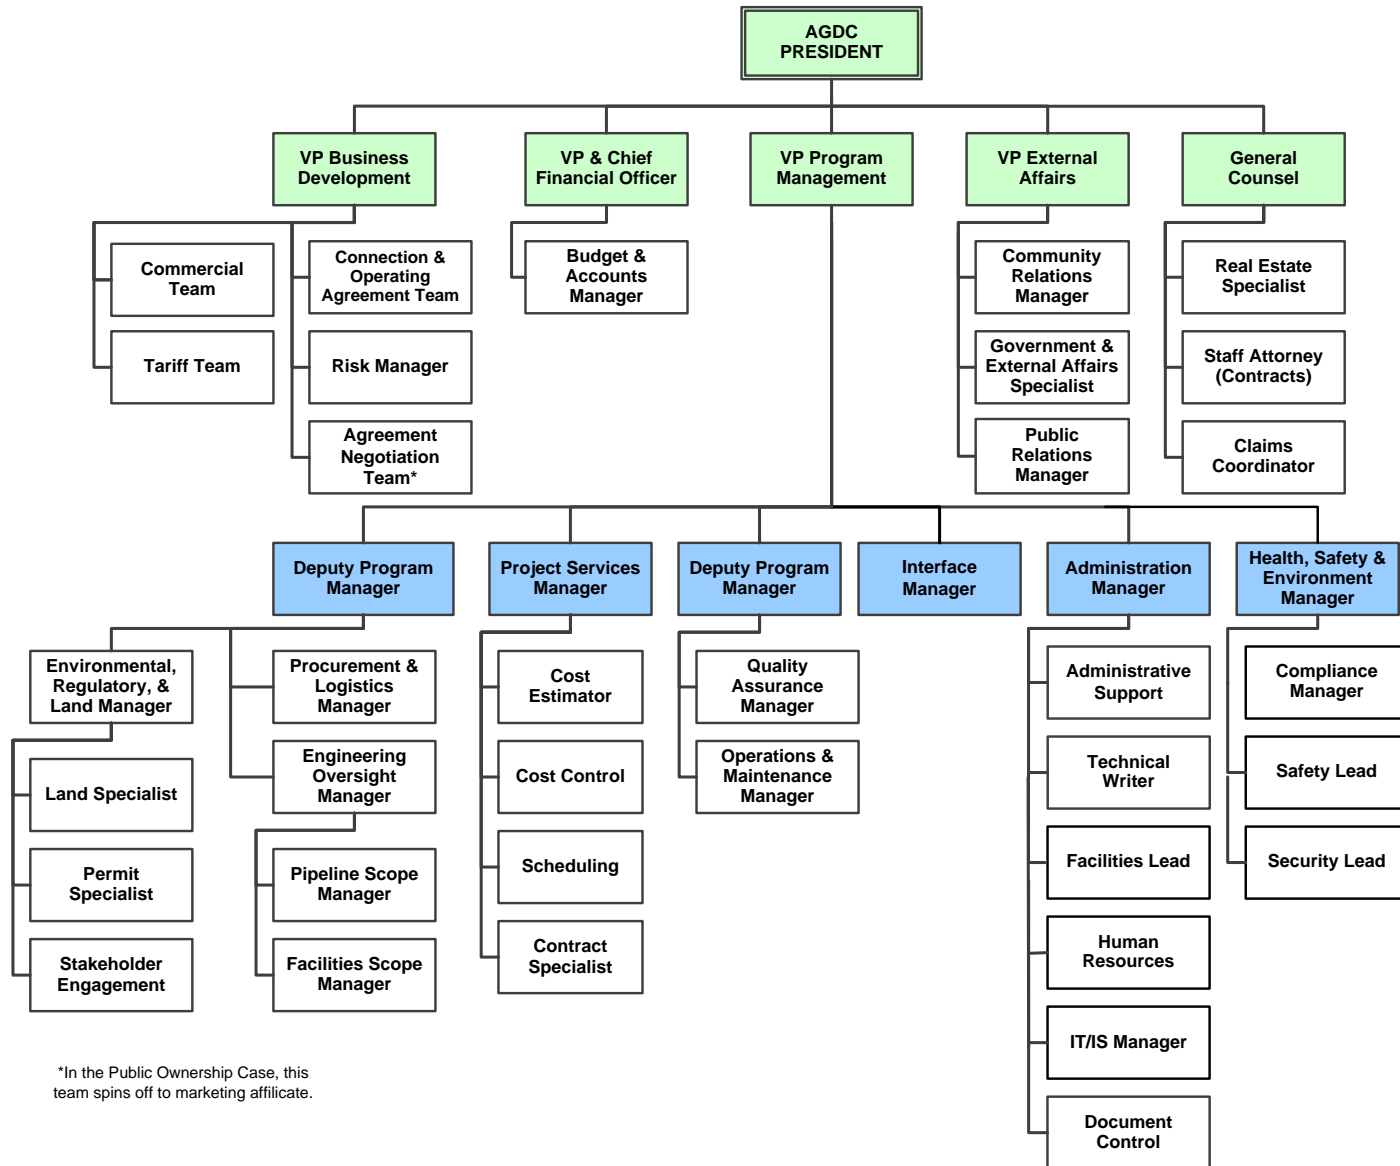 AGDC
PRESIDENT
VP Business
Development
VP & Chief
Financial Officer
VP Program
Management
VP External
Affairs
General
Counsel
Commercial
Team
Connection &
Operating
Agreement Team
Budget &
Accounts
Manager
Community
Relations
Manager
Real Estate
Specialist
Tariff Team
Risk Manager
Government &
External Affairs
Specialist
Staff Attorney
(Contracts)
Agreement
Negotiation
Team*
Public
Relations
Manager
Claims
Coordinator
Deputy Program
Manager
Project Services
Manager
Deputy Program
Manager
Interface
Manager
Administration
Manager
Health, Safety &
Environment
Manager
Environmental,
Regulatory, &
Land Manager
Procurement &
Logistics
Manager
Cost
Estimator
Quality
Assurance
Manager
Administrative
Support
Compliance
Manager
Land Specialist
Engineering
Oversight
Manager
Cost Control
Operations &
Maintenance
Manager
Technical
Writer
Safety Lead
Permit
Specialist
Pipeline Scope
Manager
Scheduling
Facilities Lead
Security Lead
Stakeholder
Engagement
Facilities Scope
Manager
Contract
Specialist
Human
Resources
IT/IS Manager
Document
Control
*In the Public Ownership Case, this
team spins off to marketing affilicate.